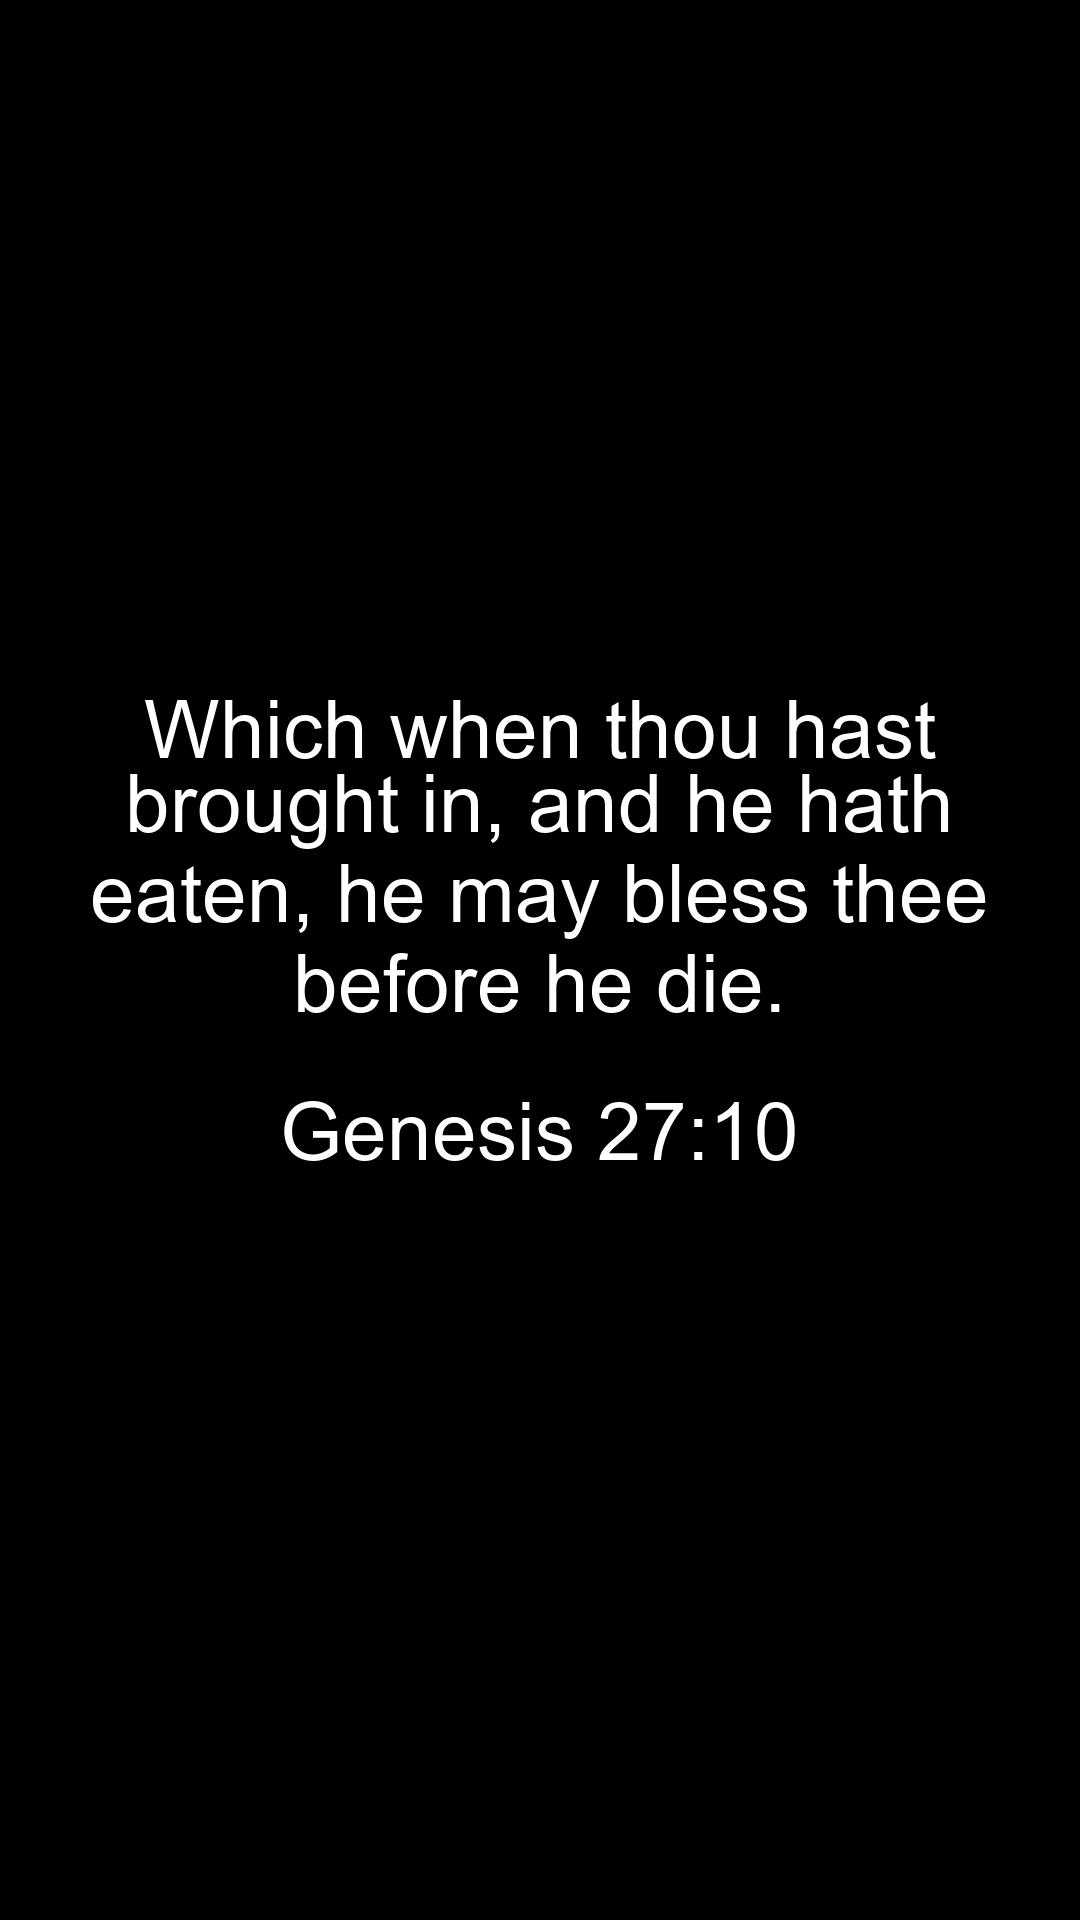 Which when thou hast
brought in, and he hath
eaten, he may bless thee
before he die.
Genesis 27:10